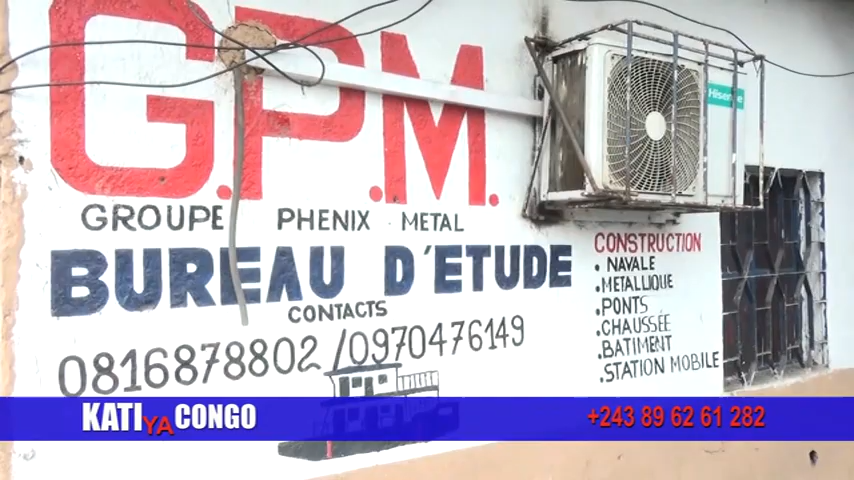 G.P.M.
GROUPE PHENIX METAL
BUREAU D'ETUDE
CONTACTS
0816878802/0970476149
Hisense
CONSTRUCTION
• NAVALE
• METALLIQUE
• PONTS
• CHAUSSÉE
• BATIMENT
• STATION MOBILE
KATI YA CONGO
+243 89 62 61 282